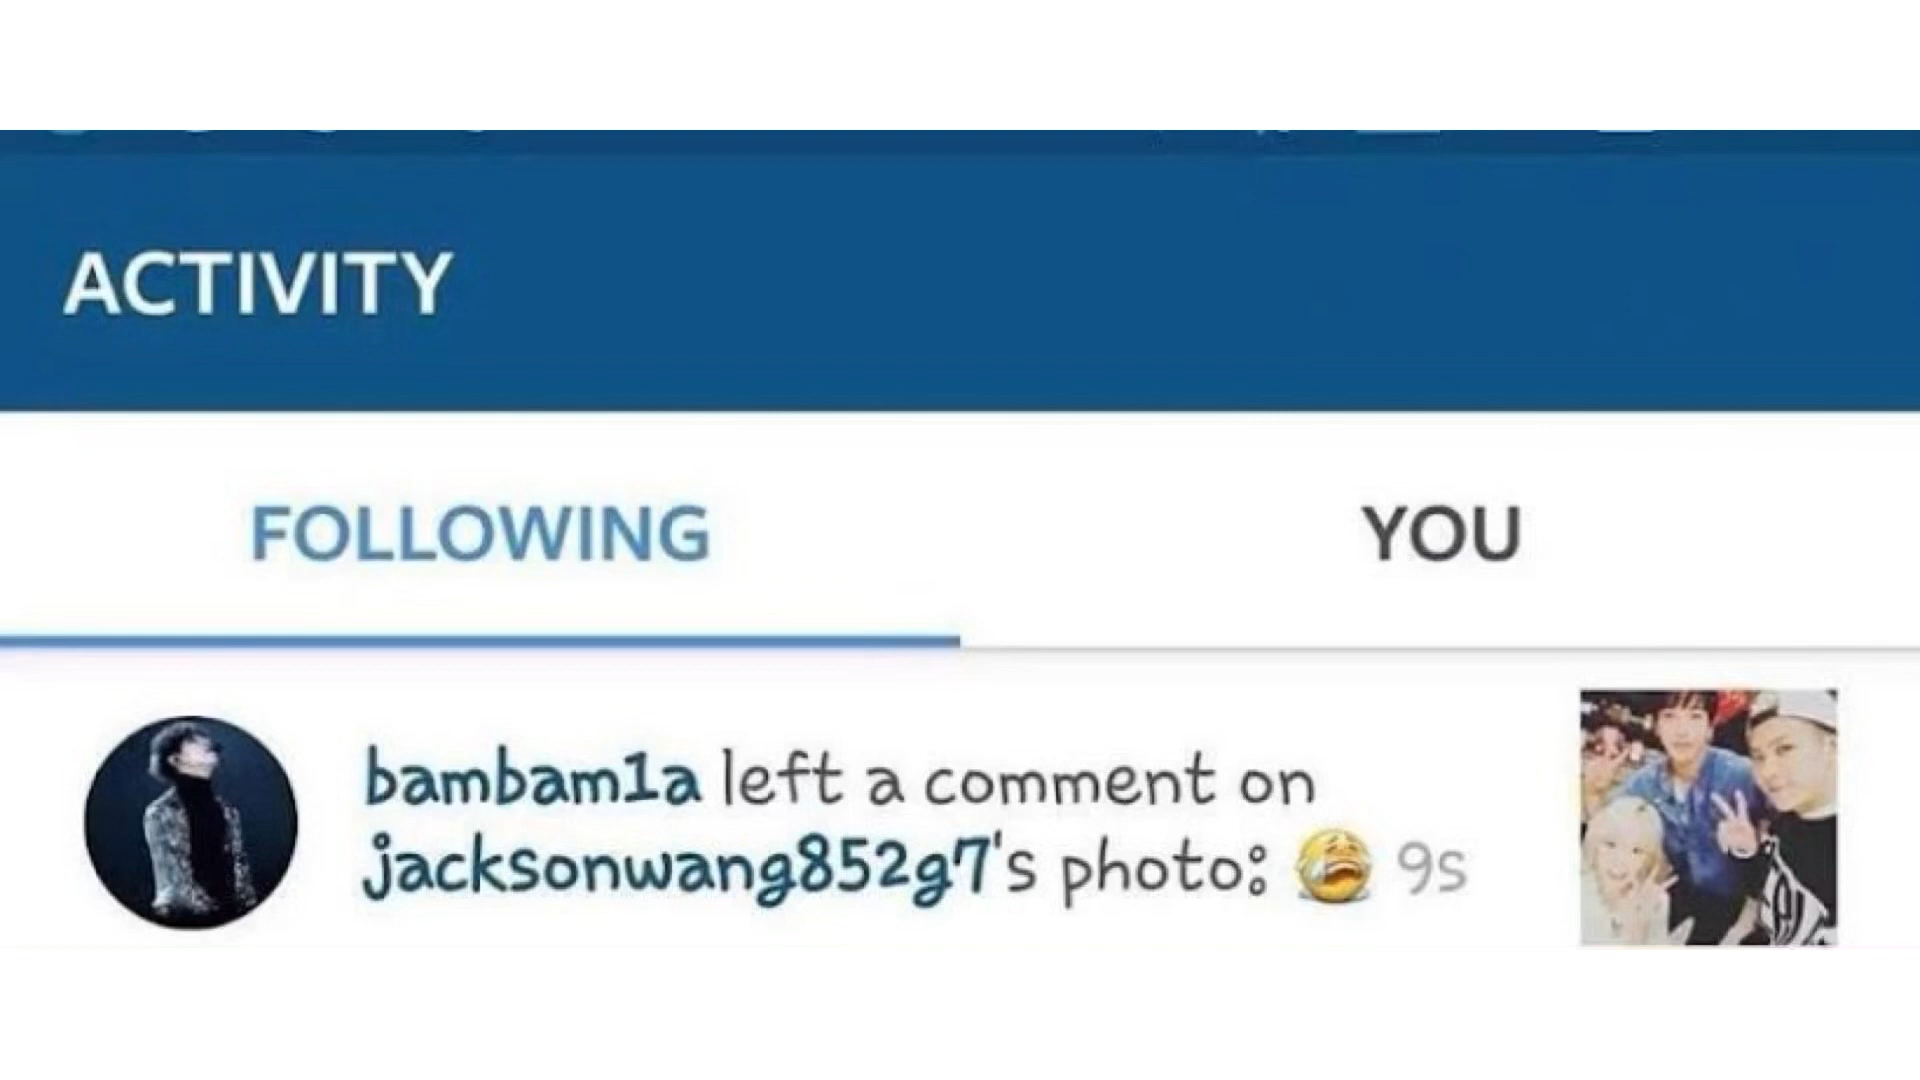 ACTIVITY
FOLLOWING
YOU
bambam1a left a comment on
jacksonwang852g7's photo: 😭 9s